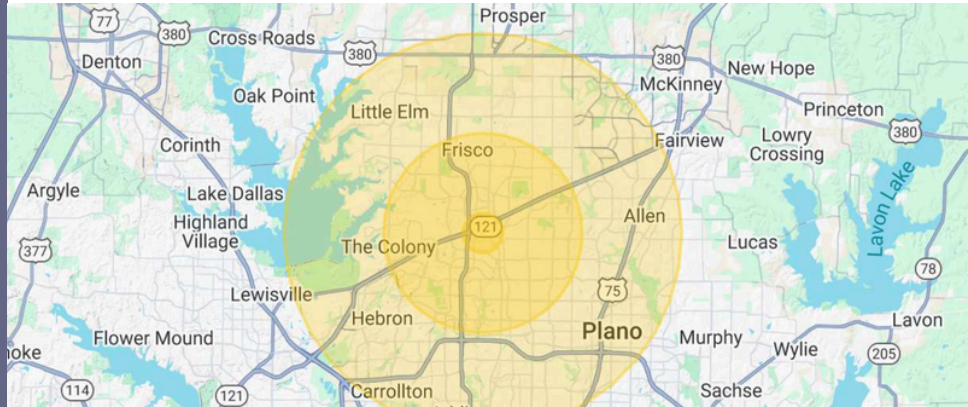 Prosper
77
380
Cross Roads
380
Denton
380
New Hope
McKinney
Oak Point
Little Elm
Princeton
380
Corinth
Frisco
Fairview
Lowry
Crossing
Argyle
Lake Dallas
Highland
Village
121
Allen
Lavon Lake
377
The Colony
Lucas
78
Lewisville
75
Hebron
Lavon
Flower Mound
Plano
Murphy
Wylie
205
114
121
Carrollton
Sachse